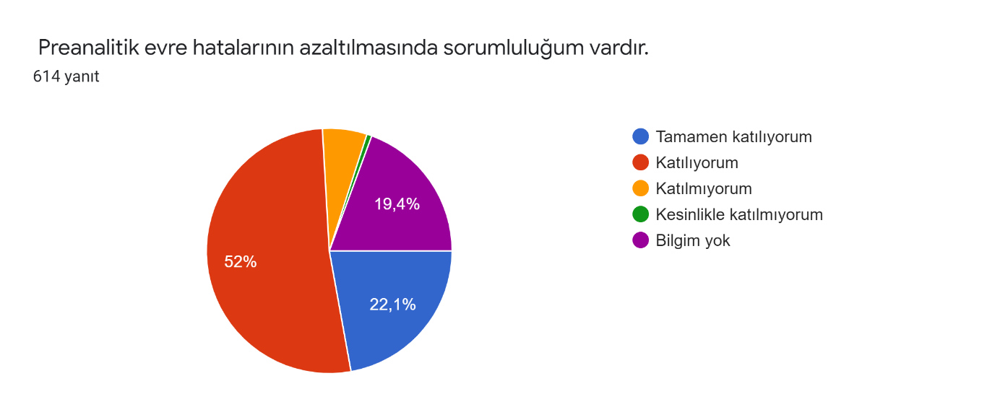 Preanalitik evre hatalarının azaltılmasında sorumluluğum vardır.
614 yanıt
Tamamen katılıyorum
Katılıyorum
Katılmıyorum
Kesinlikle katılmıyorum
Bilgim yok
19,4%
52%
22,1%